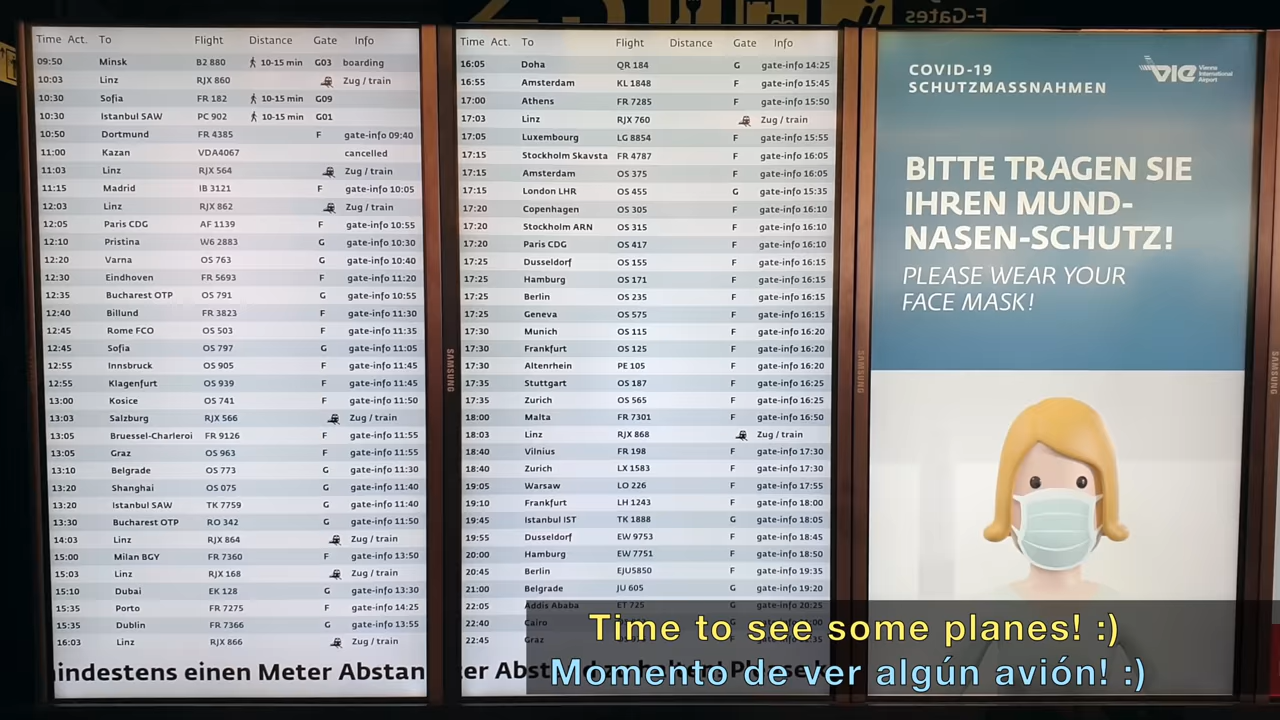 F-Gates
Time Act. To Flight Distance Gate Info
09:50 Minsk B2 880 10-15 min G03 boarding
10:03 Linz RJX 860 Zug / train
10:30 Sofia FR 182 10-15 min G09
10:30 Istanbul SAW PC 902 10-15 min G01
10:50 Dortmund FR 4385 F gate-info 09:40
11:00 Kazan VDA4067 cancelled
11:03 Linz RJX 564 Zug / train
11:15 Madrid IB 3121 F gate-info 10:05
12:03 Linz RJX 862 Zug / train
12:05 Paris CDG AF 1139 F gate-info 10:55
12:10 Pristina W6 2883 G gate-info 10:30
12:20 Varna OS 763 G gate-info 10:40
12:30 Eindhoven FR 5693 F gate-info 11:20
12:35 Bucharest OTP OS 791 G gate-info 10:55
12:40 Billund FR 3823 F gate-info 11:30
12:45 Rome FCO OS 503 F gate-info 11:35
12:45 Sofia OS 797 G gate-info 11:05
12:55 Innsbruck OS 905 F gate-info 11:45
12:55 Klagenfurt OS 939 F gate-info 11:45
13:00 Kosice OS 741 F gate-info 11:50
13:03 Salzburg RJX 566 Zug / train
13:05 Bruessel-Charleroi FR 9126 F gate-info 11:55
13:05 Graz OS 963 F gate-info 11:55
13:10 Belgrade OS 773 G gate-info 11:30
13:20 Shanghai OS 075 G gate-info 11:40
13:20 Istanbul SAW TK 7759 G gate-info 11:40
13:30 Bucharest OTP RO 342 G gate-info 11:50
14:03 Linz RJX 864 Zug / train
15:00 Milan BGY FR 7360 F gate-info 13:50
15:03 Linz RJX 168 Zug / train
15:10 Dubai EK 128 G gate-info 13:30
15:35 Porto FR 7275 F gate-info 14:25
15:35 Dublin FR 7366 G gate-info 13:55
16:03 Linz RJX 866 Zug / train
indestens einen Meter Abstan
SAMSUNG
Time Act. To Flight Distance Gate Info
16:05 Doha QR 184 G gate-info 14:25
16:55 Amsterdam KL 1848 F gate-info 15:45
17:00 Athens FR 7285 F gate-info 15:50
17:03 Linz RJX 760 Zug / train
17:05 Luxembourg LG 8854 F gate-info 15:55
17:15 Stockholm Skavsta FR 4787 F gate-info 16:05
17:15 Amsterdam OS 375 F gate-info 16:05
17:15 London LHR OS 455 G gate-info 15:35
17:20 Copenhagen OS 305 F gate-info 16:10
17:20 Stockholm ARN OS 315 F gate-info 16:10
17:20 Paris CDG OS 417 F gate-info 16:10
17:25 Dusseldorf OS 155 F gate-info 16:15
17:25 Hamburg OS 171 F gate-info 16:15
17:25 Berlin OS 235 F gate-info 16:15
17:25 Geneva OS 575 F gate-info 16:15
17:30 Munich OS 115 F gate-info 16:20
17:30 Frankfurt OS 125 F gate-info 16:20
17:30 Altenrhein PE 105 F gate-info 16:20
17:35 Stuttgart OS 187 F gate-info 16:25
17:35 Zurich OS 565 F gate-info 16:25
18:00 Malta FR 7301 F gate-info 16:50
18:03 Linz RJX 868 Zug / train
18:40 Vilnius FR 198 F gate-info 17:30
18:40 Zurich LX 1583 F gate-info 17:30
19:05 Warsaw LO 226 F gate-info 17:55
19:10 Frankfurt LH 1243 F gate-info 18:00
19:45 Istanbul IST TK 1888 G gate-info 18:05
19:55 Dusseldorf EW 9753 F gate-info 18:45
20:00 Hamburg EW 7751 F gate-info 18:50
20:45 Berlin EJU5850 F gate-info 19:35
21:00 Belgrade JU 605 G gate-info 19:20
22:05 Addis Ababa ET 725 G gate-info 20:25
22:40 Cairo
22:45 Graz
ter Abst
SAMSUNG
COVID-19
SCHUTZMASSNAHMEN
VIE Vienna International Airport
BITTE TRAGEN SIE
IHREN MUND-
NASEN-SCHUTZ!
PLEASE WEAR YOUR
FACE MASK!
SAMSUNG
Time to see some planes! :)
Momento de ver algún avión! :)